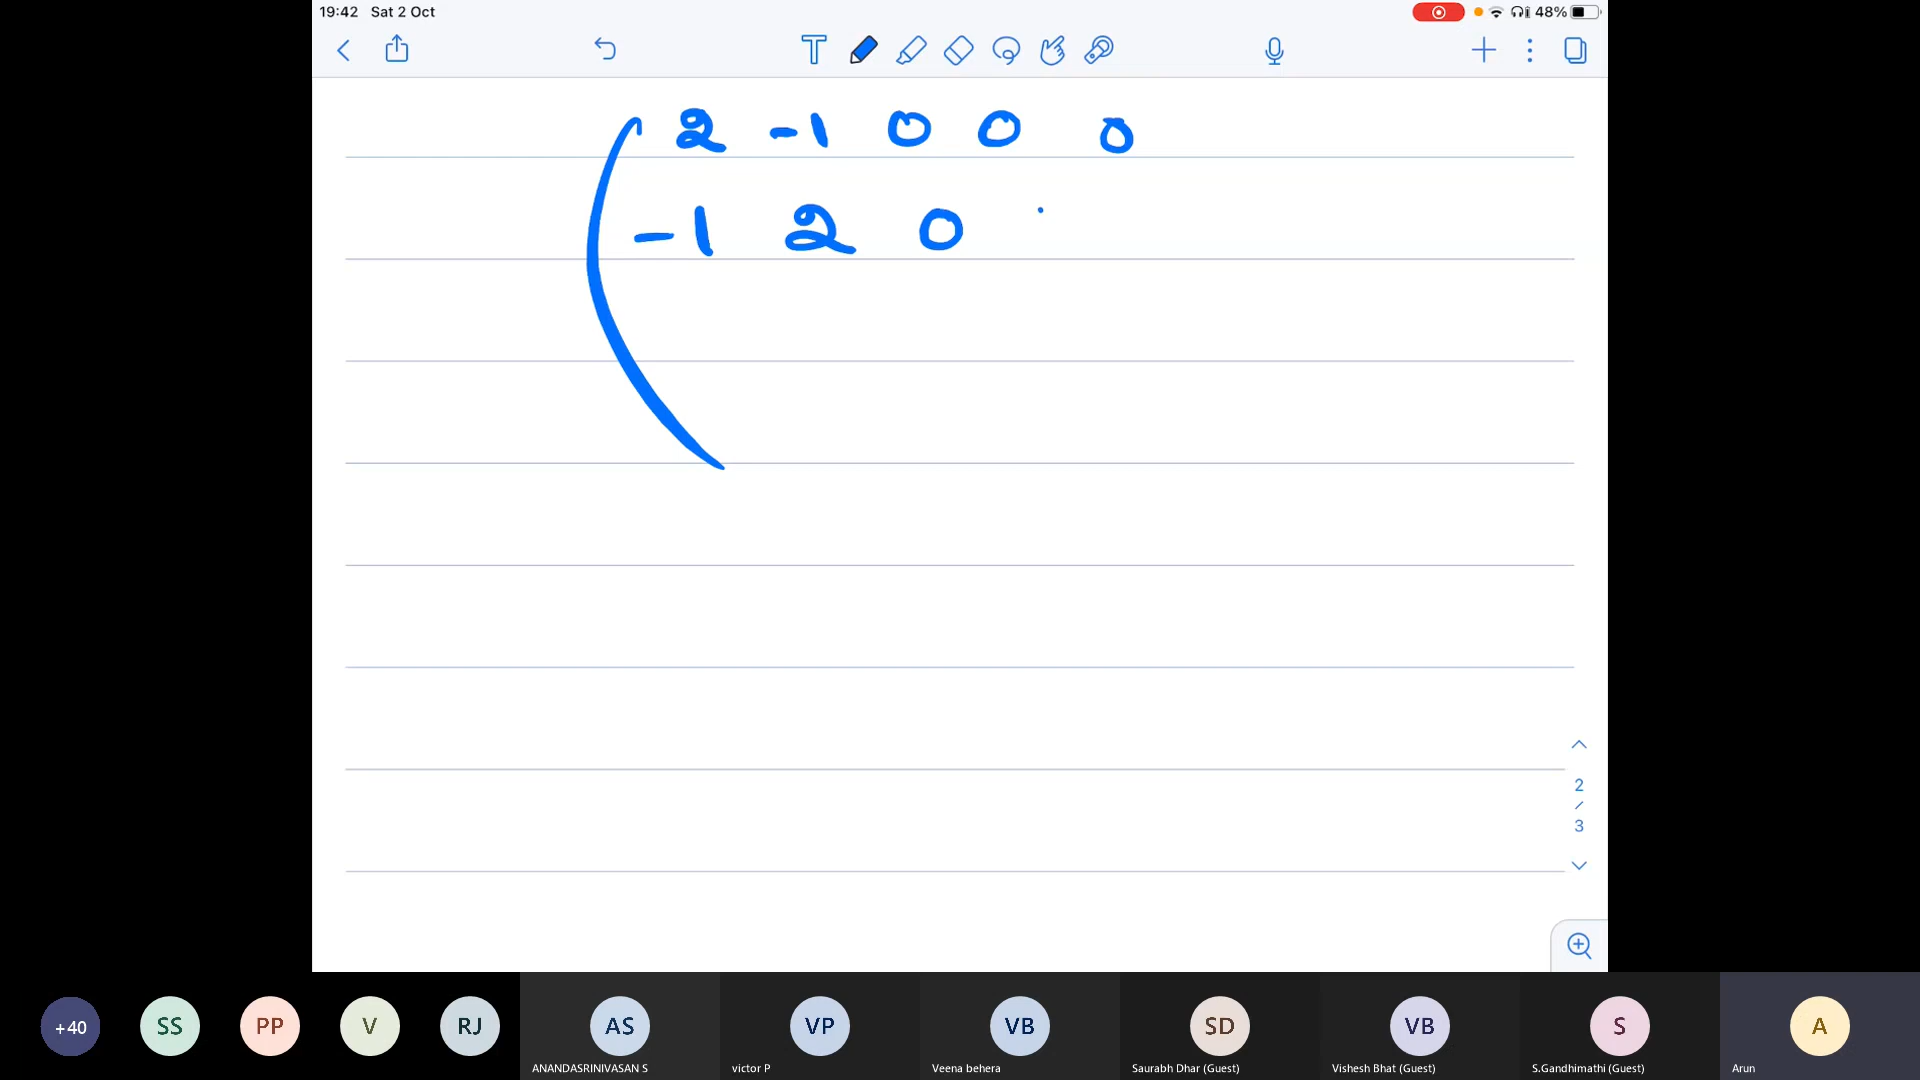 19:42 Sat 2 Oct 48%
T
2 -1 0 0 0
-1 2 0
2
3
+40 SS PP V RJ AS VP VB SD VB S A
ANANDASRINIVASAN S victor P Veena behera Saurabh Dhar (Guest) Vishesh Bhat (Guest) S.Gandhimathi (Guest) Arun